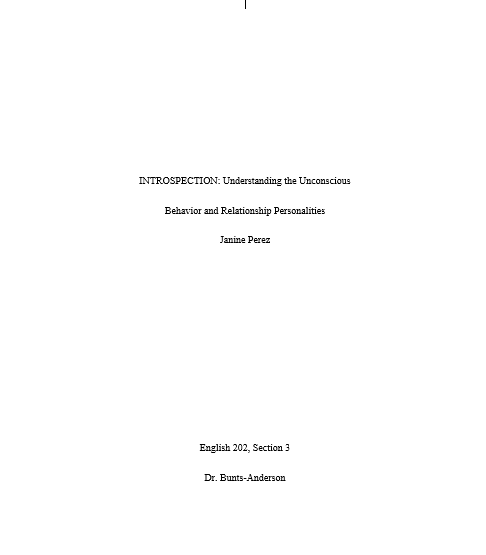 INTROSPECTION: Understanding the Unconscious
Behavior and Relationship Personalities
Janine Perez
English 202, Section 3
Dr. Bunts-Anderson